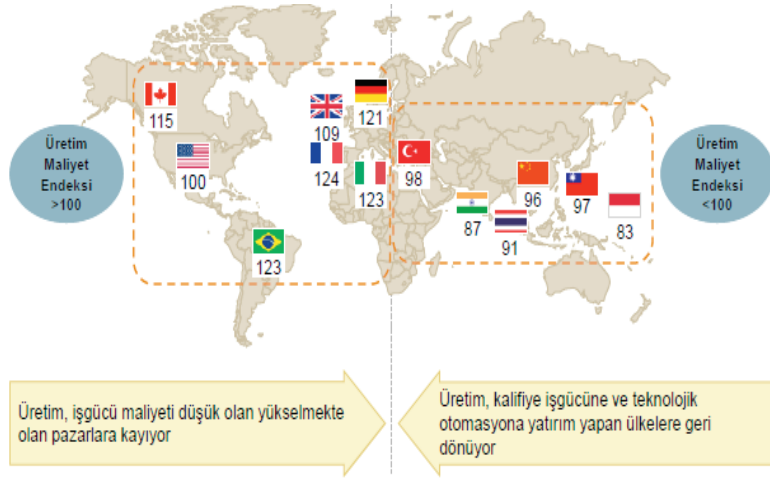 Üretim
Maliyet
Endeksi
>100
115
100
123
109
124
121
123
98
87
91
96
97
83
Üretim
Maliyet
Endeksi
<100
Üretim, işgücü maliyeti düşük olan yükselmekte
olan pazarlara kayıyor
Üretim, kalifiye işgücüne ve teknolojik
otomasyona yatırım yapan ülkelere geri
dönüyor